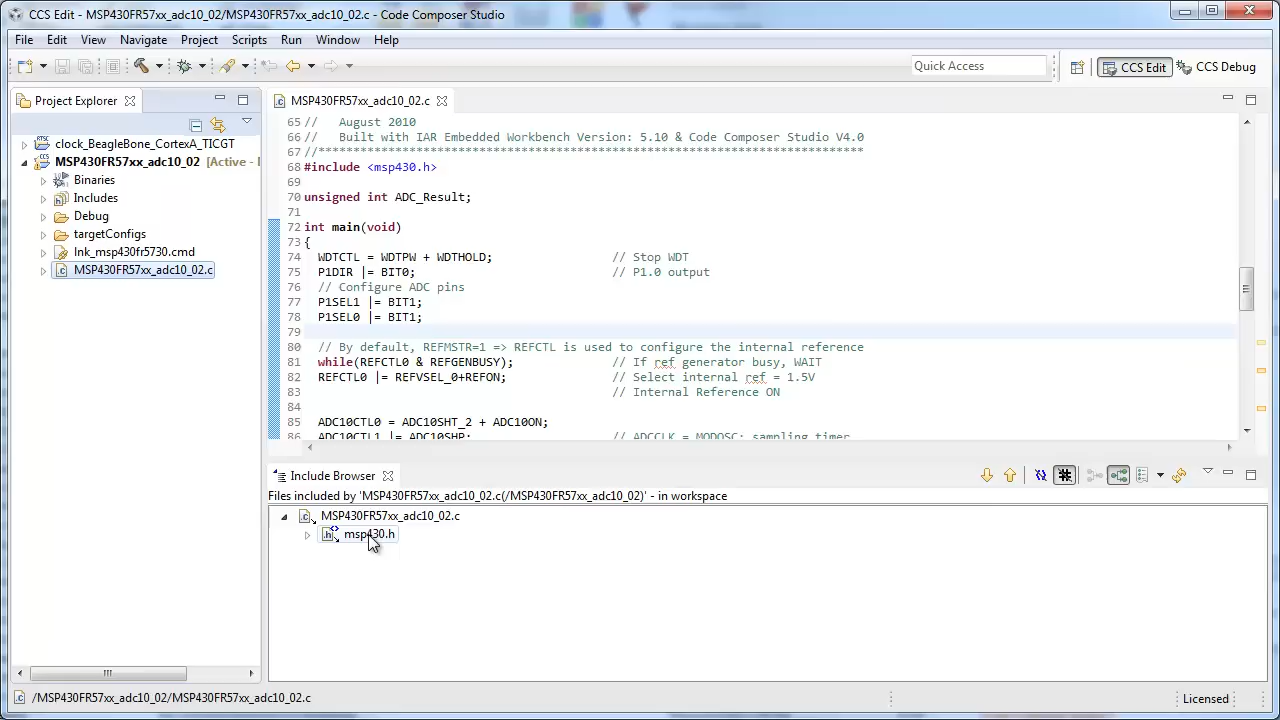 CCS Edit - MSP430FR57xx_adc10_02/MSP430FR57xx_adc10_02.c - Code Composer Studio
File Edit View Navigate Project Scripts Run Window Help
Quick Access
CCS Edit
CCS Debug
Project Explorer
clock_BeagleBone_CortexA_TICGT
MSP430FR57xx_adc10_02 [Active -
Binaries
Includes
Debug
targetConfigs
lnk_msp430fr5730.cmd
MSP430FR57xx_adc10_02.c
MSP430FR57xx_adc10_02.c
65 // August 2010
66 // Built with IAR Embedded Workbench Version: 5.10 & Code Composer Studio V4.0
67 //******************************************************************************
68 #include <msp430.h>
69
70 unsigned int ADC_Result;
71
72 int main(void)
73 {
74 WDTCTL = WDTPW + WDTHOLD; // Stop WDT
75 P1DIR |= BIT0; // P1.0 output
76 // Configure ADC pins
77 P1SEL1 |= BIT1;
78 P1SEL0 |= BIT1;
79
80 // By default, REFMSTR=1 => REFCTL is used to configure the internal reference
81 while(REFCTL0 & REFGENBUSY); // If ref generator busy, WAIT
82 REFCTL0 |= REFVSEL_0+REFON; // Select internal ref = 1.5V
83 // Internal Reference ON
84
85 ADC10CTL0 = ADC10SHT_2 + ADC10ON;
86 ADC10CTL1 |= ADC10SHP; // ADCCLK = MODOSC; sampling timer
Include Browser
Files included by 'MSP430FR57xx_adc10_02.c(/MSP430FR57xx_adc10_02)' - in workspace
MSP430FR57xx_adc10_02.c
msp430.h
/MSP430FR57xx_adc10_02/MSP430FR57xx_adc10_02.c
Licensed